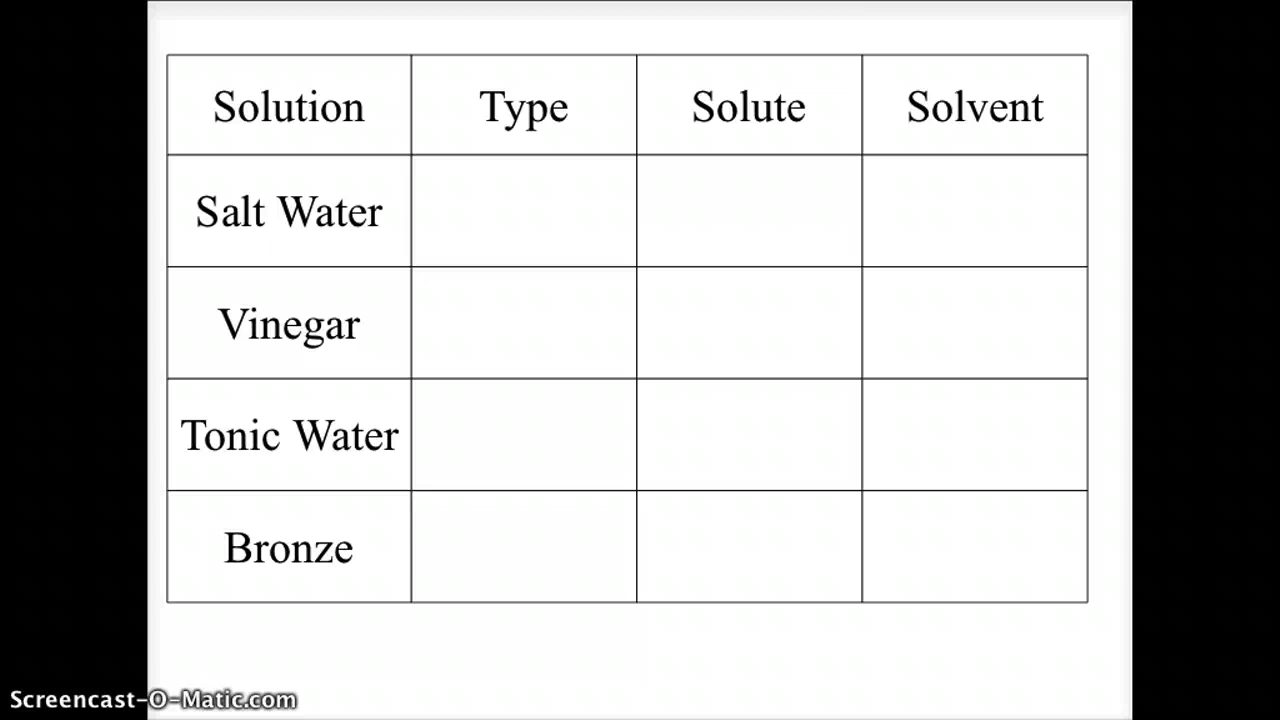 Solution Type Solute Solvent
Salt Water
Vinegar
Tonic Water
Bronze
Screencast-O-Matic.com